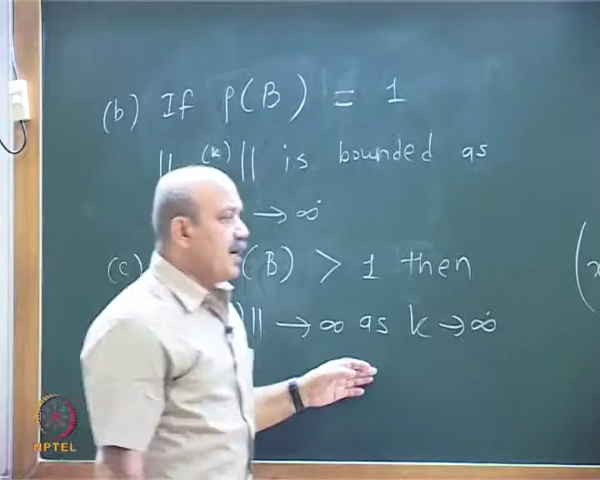 (b) If ρ(B) = 1
|| (k) || is bounded as
→ ∞
(c) (B) > 1 then
|| → ∞ as k → ∞
(x
NPTEL